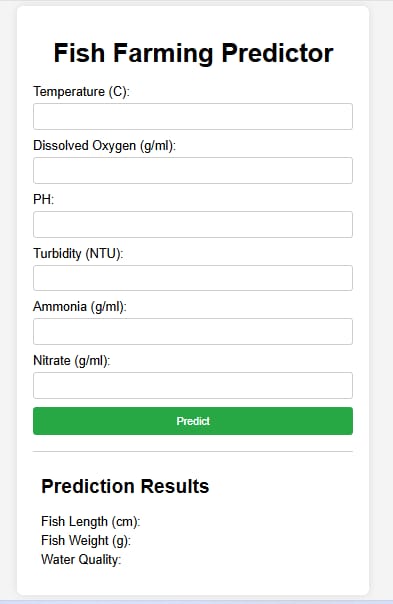 Fish Farming Predictor
Temperature (C):
Dissolved Oxygen (g/ml):
PH:
Turbidity (NTU):
Ammonia (g/ml):
Nitrate (g/ml):
Predict
Prediction Results
Fish Length (cm):
Fish Weight (g):
Water Quality: